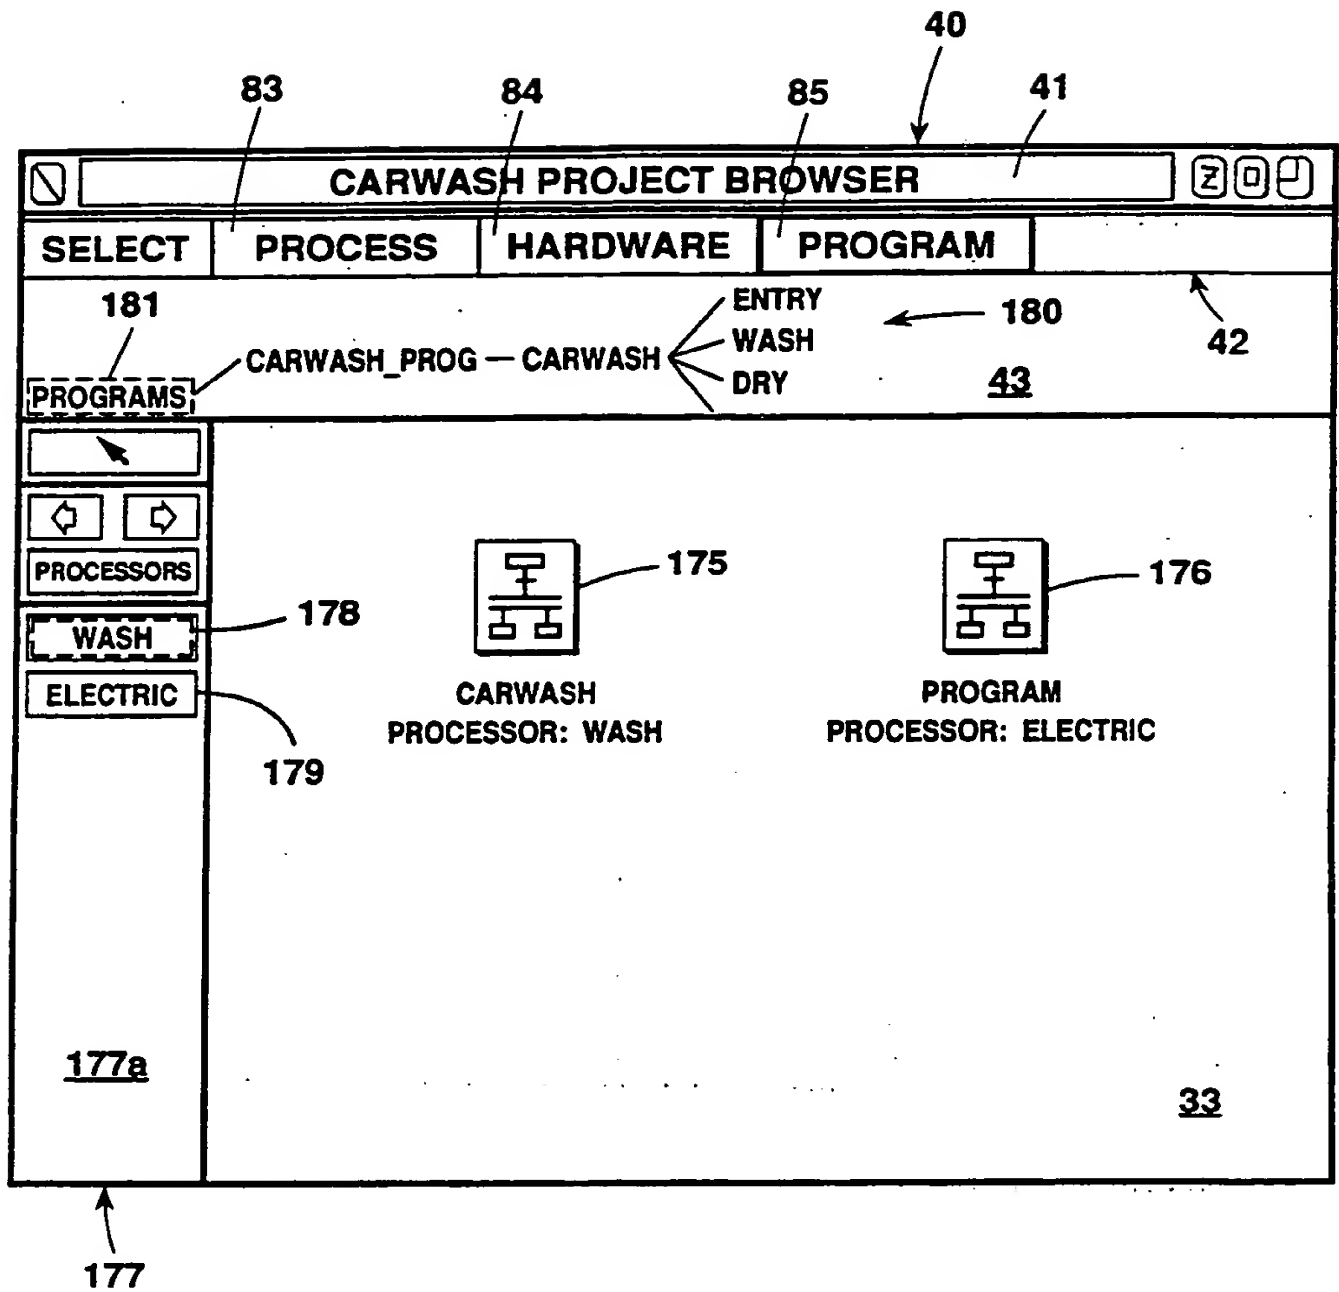 40
83 84 85 41
CARWASH PROJECT BROWSER Z
SELECT PROCESS HARDWARE PROGRAM
181 ENTRY 180
42
WASH
CARWASH_PROG — CARWASH
DRY 43
PROGRAMS
PROCESSORS
175 176
178
WASH
ELECTRIC
CARWASH PROGRAM
PROCESSOR: WASH PROCESSOR: ELECTRIC
179
177a
33
177